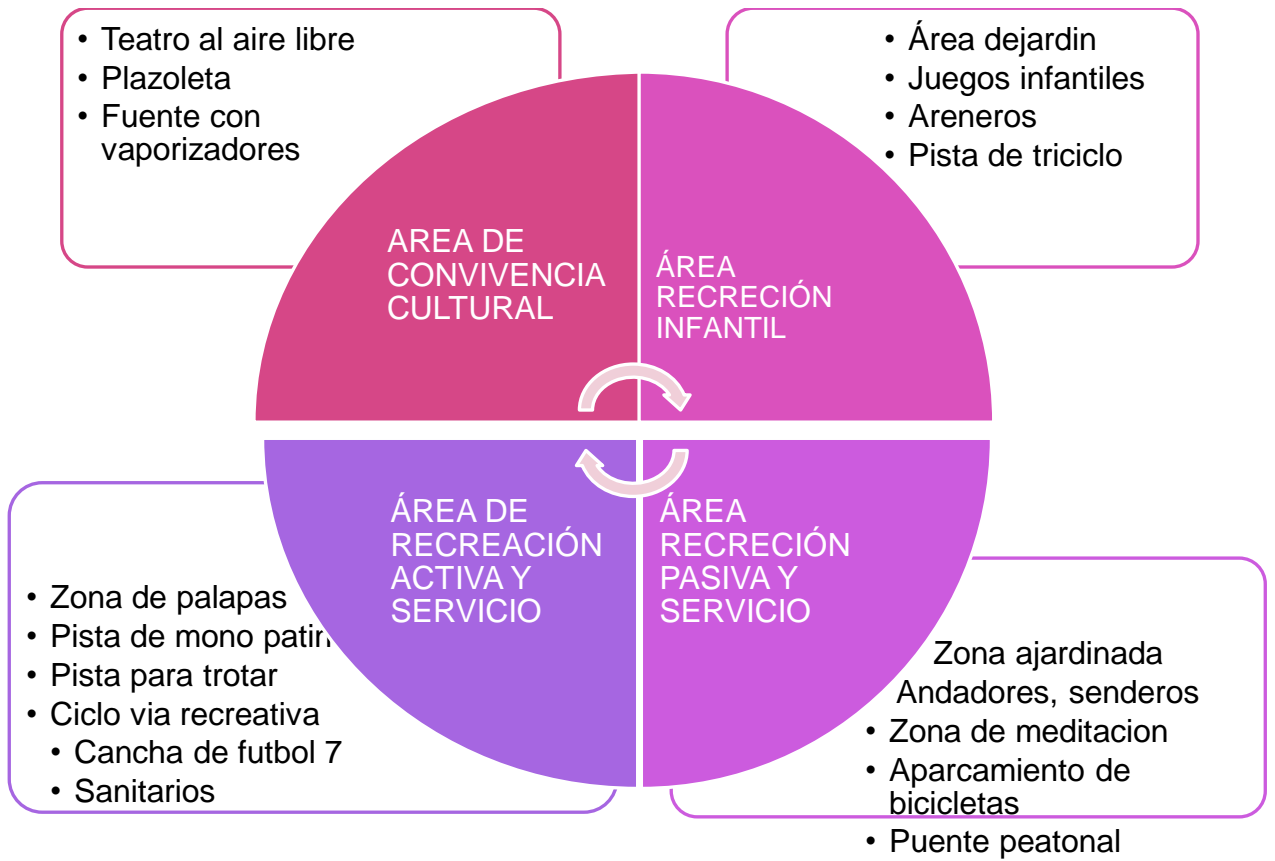 • Teatro al aire libre
• Plazoleta
• Fuente con
vaporizadores
• Área dejardin
• Juegos infantiles
• Areneros
• Pista de triciclo
AREA DE
CONVIVENCIA
CULTURAL
ÁREA
RECRECIÓN
INFANTIL
ÁREA DE
RECREACIÓN
ACTIVA Y
SERVICIO
ÁREA
RECRECIÓN
PASIVA Y
SERVICIO
• Zona de palapas
• Pista de mono patin
• Pista para trotar
• Ciclo via recreativa
• Cancha de futbol 7
• Sanitarios
Zona ajardinada
Andadores, senderos
• Zona de meditacion
• Aparcamiento de
bicicletas
• Puente peatonal